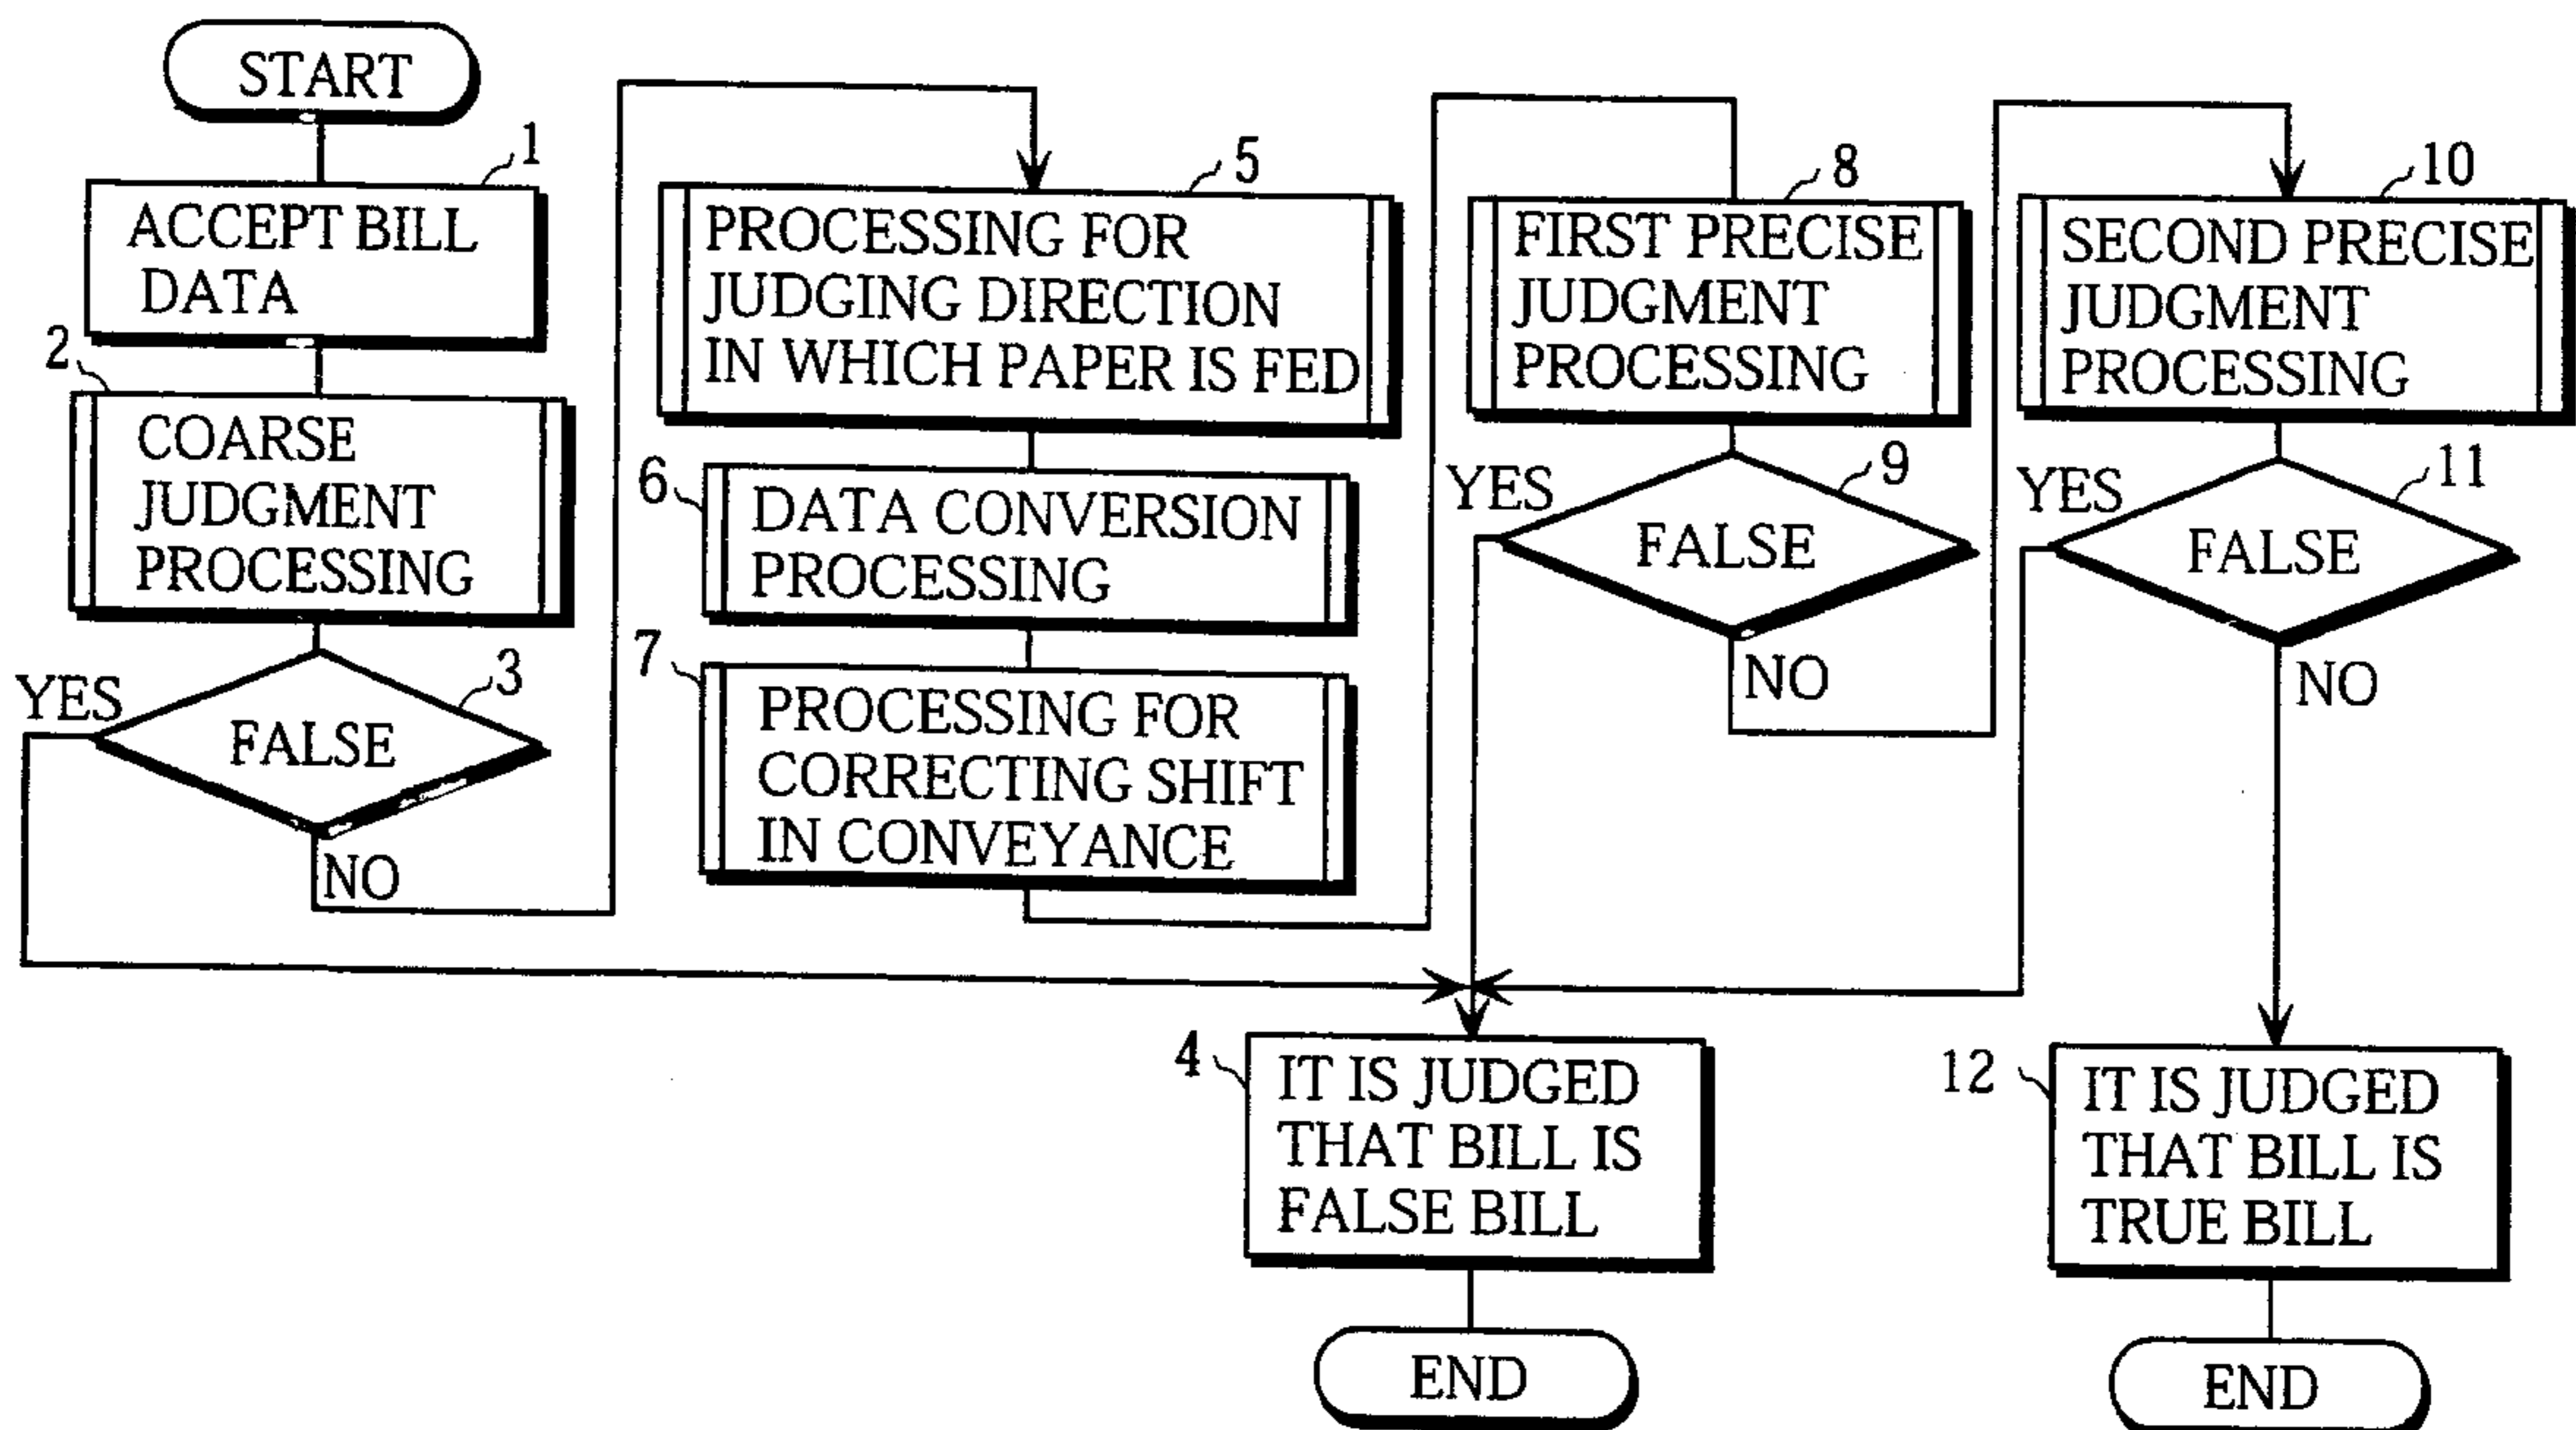 START
1
ACCEPT BILL
DATA
2
COARSE
JUDGMENT
PROCESSING
3
YES
FALSE
NO
5
PROCESSING FOR
JUDGING DIRECTION
IN WHICH PAPER IS FED
6
DATA CONVERSION
PROCESSING
7
PROCESSING FOR
CORRECTING SHIFT
IN CONVEYANCE
8
FIRST PRECISE
JUDGMENT
PROCESSING
9
YES
FALSE
NO
10
SECOND PRECISE
JUDGMENT
PROCESSING
11
YES
FALSE
NO
4
IT IS JUDGED
THAT BILL IS
FALSE BILL
END
12
IT IS JUDGED
THAT BILL IS
TRUE BILL
END